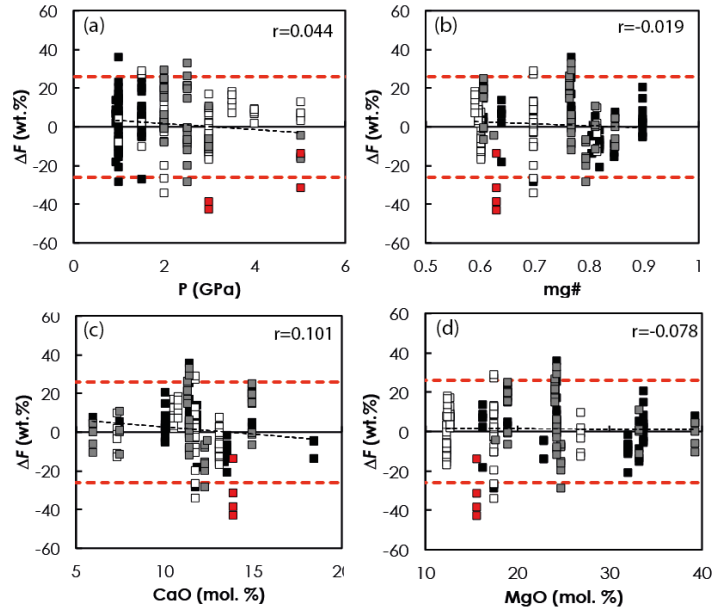 (a)
r=0.044
60
40
20
0
-20
-40
-60
ΔF (wt.%)
0
2
4
6
P (GPa)
(b)
r=-0.019
60
40
20
0
-20
-40
-60
ΔF (wt.%)
0.5
0.6
0.7
0.8
0.9
1
mg#
(c)
r=0.101
60
40
20
0
-20
-40
-60
ΔF (wt.%)
5
10
15
20
CaO (mol. %)
(d)
r=-0.078
60
40
20
0
-20
-40
-60
ΔF (wt.%)
10
20
30
40
MgO (mol. %)